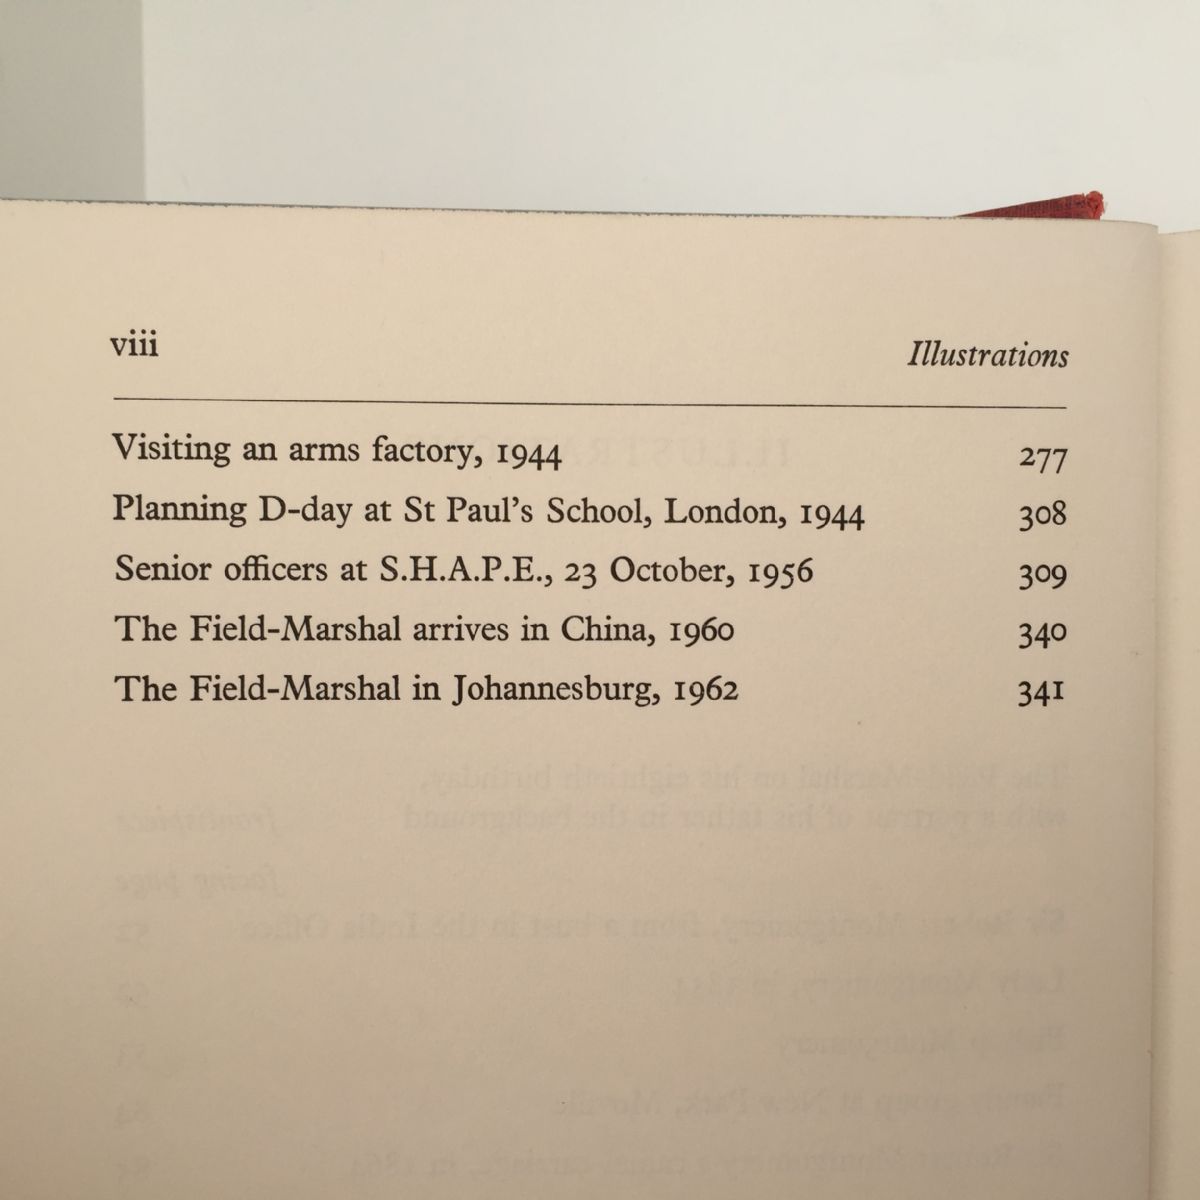 viii Illustrations
Visiting an arms factory, 1944 277
Planning D-day at St Paul's School, London, 1944 308
Senior officers at S.H.A.P.E., 23 October, 1956 309
The Field-Marshal arrives in China, 1960 340
The Field-Marshal in Johannesburg, 1962 341